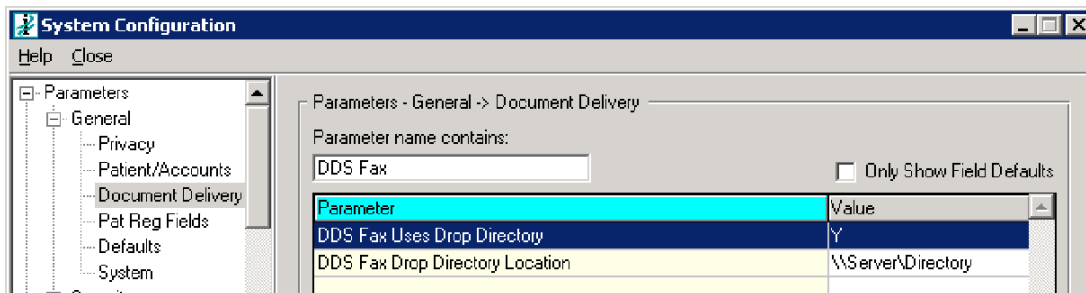 System Configuration
Help Close
Parameters
General
Privacy
Patient/Accounts
Document Delivery
Pat Reg Fields
Defaults
System
Parameters - General -> Document Delivery
Parameter name contains:
DDS Fax
Only Show Field Defaults
Parameter Value
DDS Fax Uses Drop Directory Y
DDS Fax Drop Directory Location \\Server\Directory